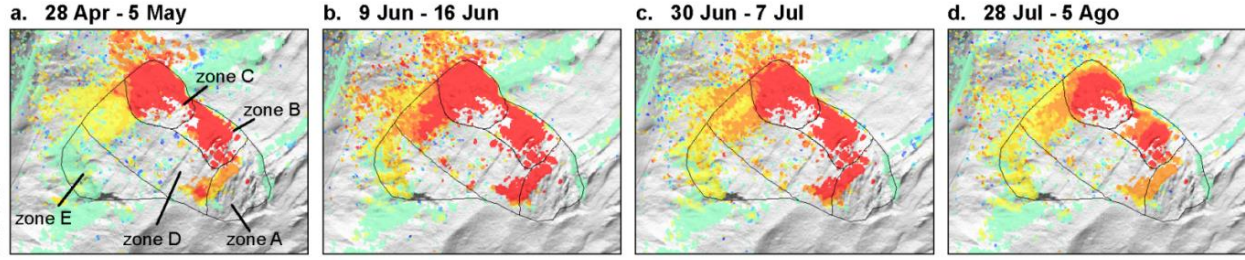 a. 28 Apr - 5 May
b. 9 Jun - 16 Jun
c. 30 Jun - 7 Jul
d. 28 Jul - 5 Ago
zone C
zone B
zone E
zone D
zone A